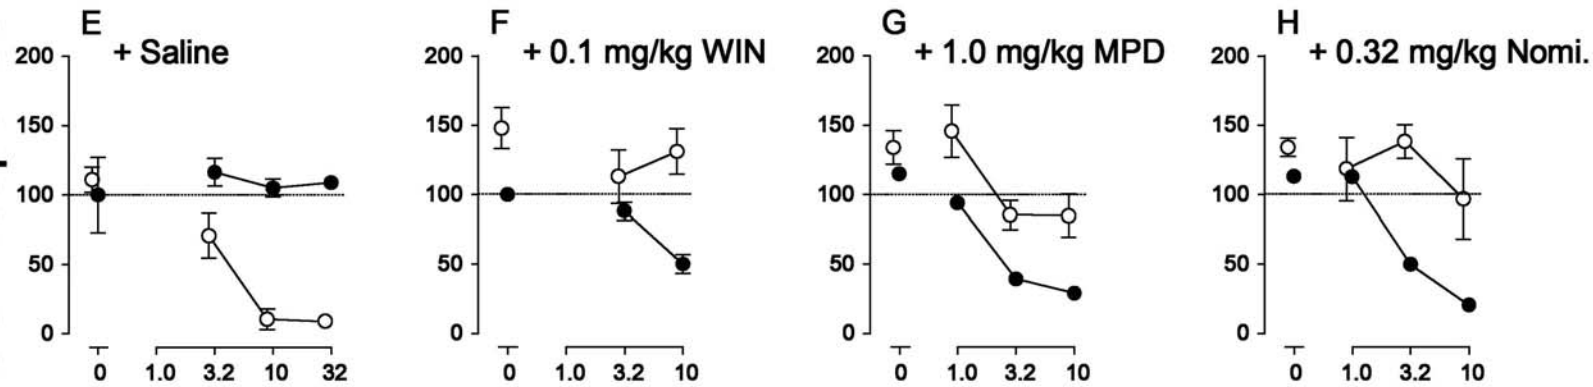 E F G H
+ Saline + 0.1 mg/kg WIN + 1.0 mg/kg MPD + 0.32 mg/kg Nomi.
200 200 200 200
150 150 150 150
100 100 100 100
50 50 50 50
0 0 0 0
0 1.0 3.2 10 32 0 1.0 3.2 10 0 1.0 3.2 10 0 1.0 3.2 10